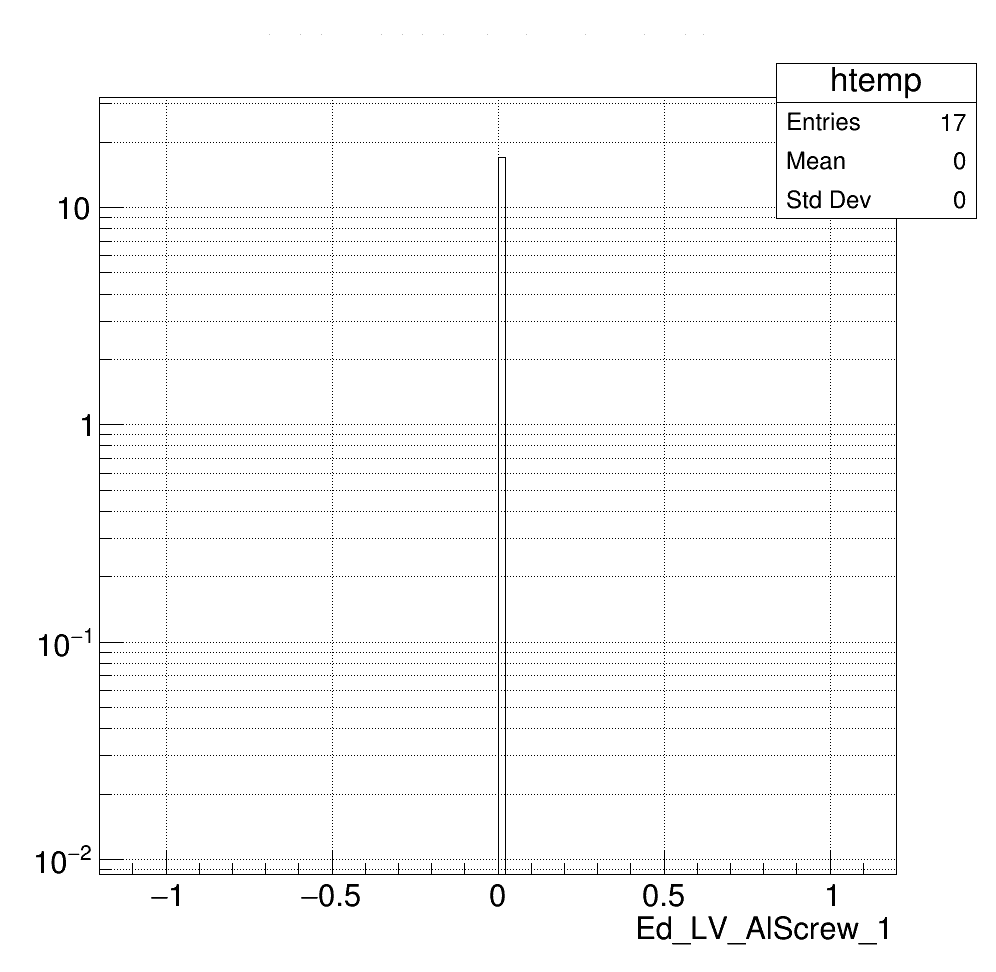 htemp
Entries 17
Mean 0
Std Dev 0
10
1
10⁻¹
10⁻²
−1 −0.5 0 0.5 1
Ed_LV_AlScrew_1